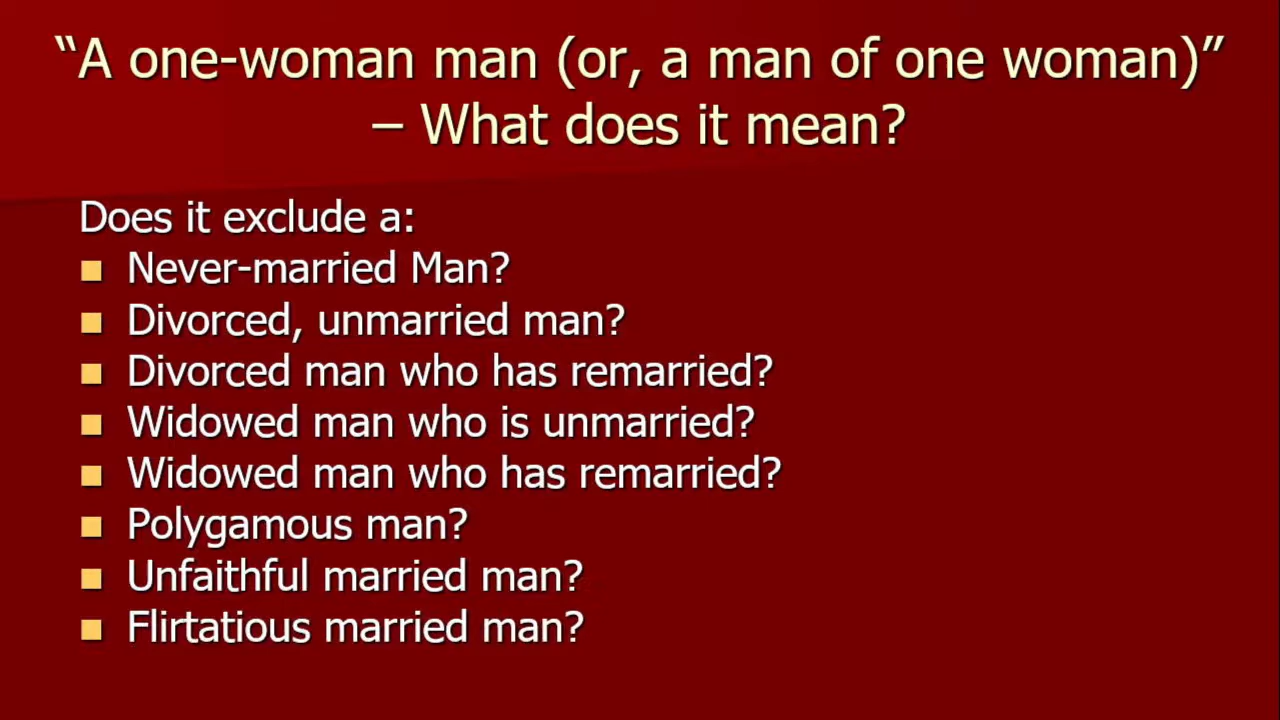 “A one-woman man (or, a man of one woman)”
– What does it mean?
Does it exclude a:
Never-married Man?
Divorced, unmarried man?
Divorced man who has remarried?
Widowed man who is unmarried?
Widowed man who has remarried?
Polygamous man?
Unfaithful married man?
Flirtatious married man?